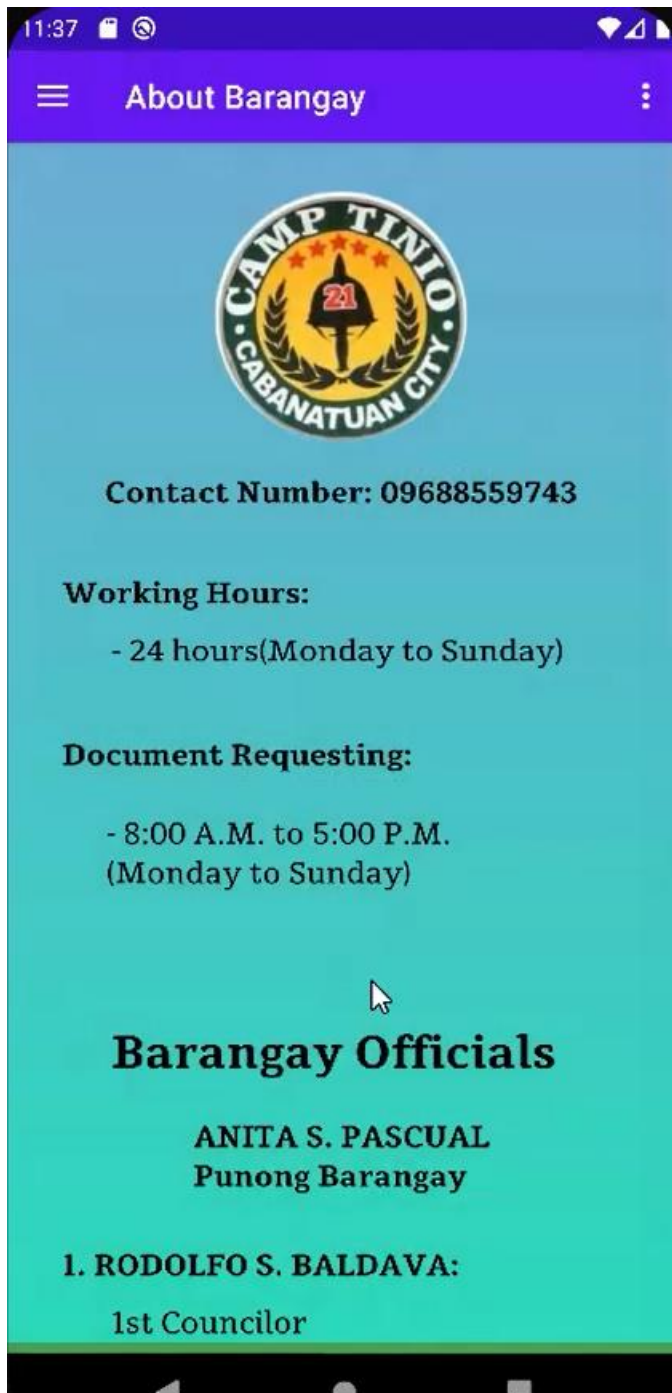 11:37
About Barangay
CAMP TINIO
21
CABANATUAN CITY
Contact Number: 09688559743
Working Hours:
- 24 hours(Monday to Sunday)
Document Requesting:
- 8:00 A.M. to 5:00 P.M.
(Monday to Sunday)
Barangay Officials
ANITA S. PASCUAL
Punong Barangay
1. RODOLFO S. BALDAVA:
1st Councilor